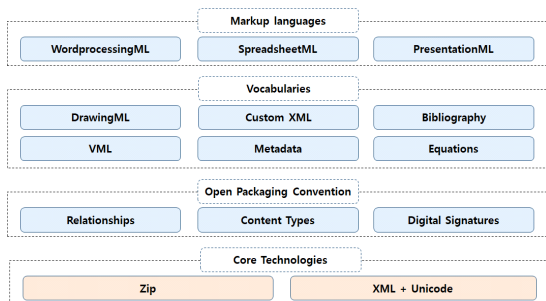 Markup languages
WordprocessingML SpreadsheetML PresentationML
Vocabularies
DrawingML Custom XML Bibliography
VML Metadata Equations
Open Packaging Convention
Relationships Content Types Digital Signatures
Core Technologies
Zip XML + Unicode